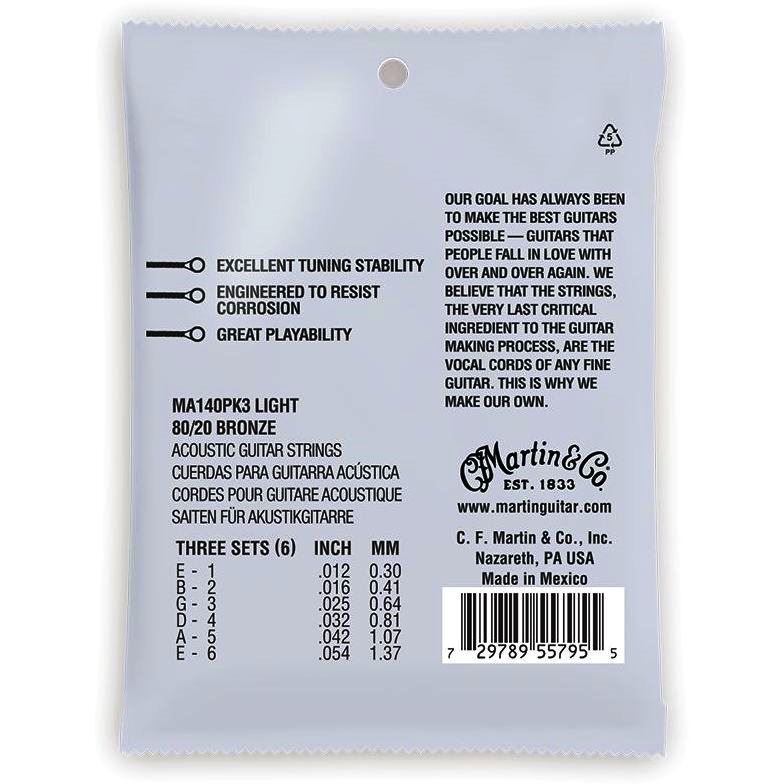 5
PP
OUR GOAL HAS ALWAYS BEEN
TO MAKE THE BEST GUITARS
POSSIBLE — GUITARS THAT
PEOPLE FALL IN LOVE WITH
OVER AND OVER AGAIN. WE
BELIEVE THAT THE STRINGS,
THE VERY LAST CRITICAL
INGREDIENT TO THE GUITAR
MAKING PROCESS, ARE THE
VOCAL CORDS OF ANY FINE
GUITAR. THIS IS WHY WE
MAKE OUR OWN.
EXCELLENT TUNING STABILITY
ENGINEERED TO RESIST
CORROSION
GREAT PLAYABILITY
MA140PK3 LIGHT
80/20 BRONZE
ACOUSTIC GUITAR STRINGS
CUERDAS PARA GUITARRA ACÚSTICA
CORDES POUR GUITARE ACOUSTIQUE
SAITEN FÜR AKUSTIKGITARRE
THREE SETS (6) INCH MM
E - 1 .012 0.30
B - 2 .016 0.41
G - 3 .025 0.64
D - 4 .032 0.81
A - 5 .042 1.07
E - 6 .054 1.37
CF Martin & Co.
EST. 1833
www.martinguitar.com
C. F. Martin & Co., Inc.
Nazareth, PA USA
Made in Mexico
7 29789 55795 5